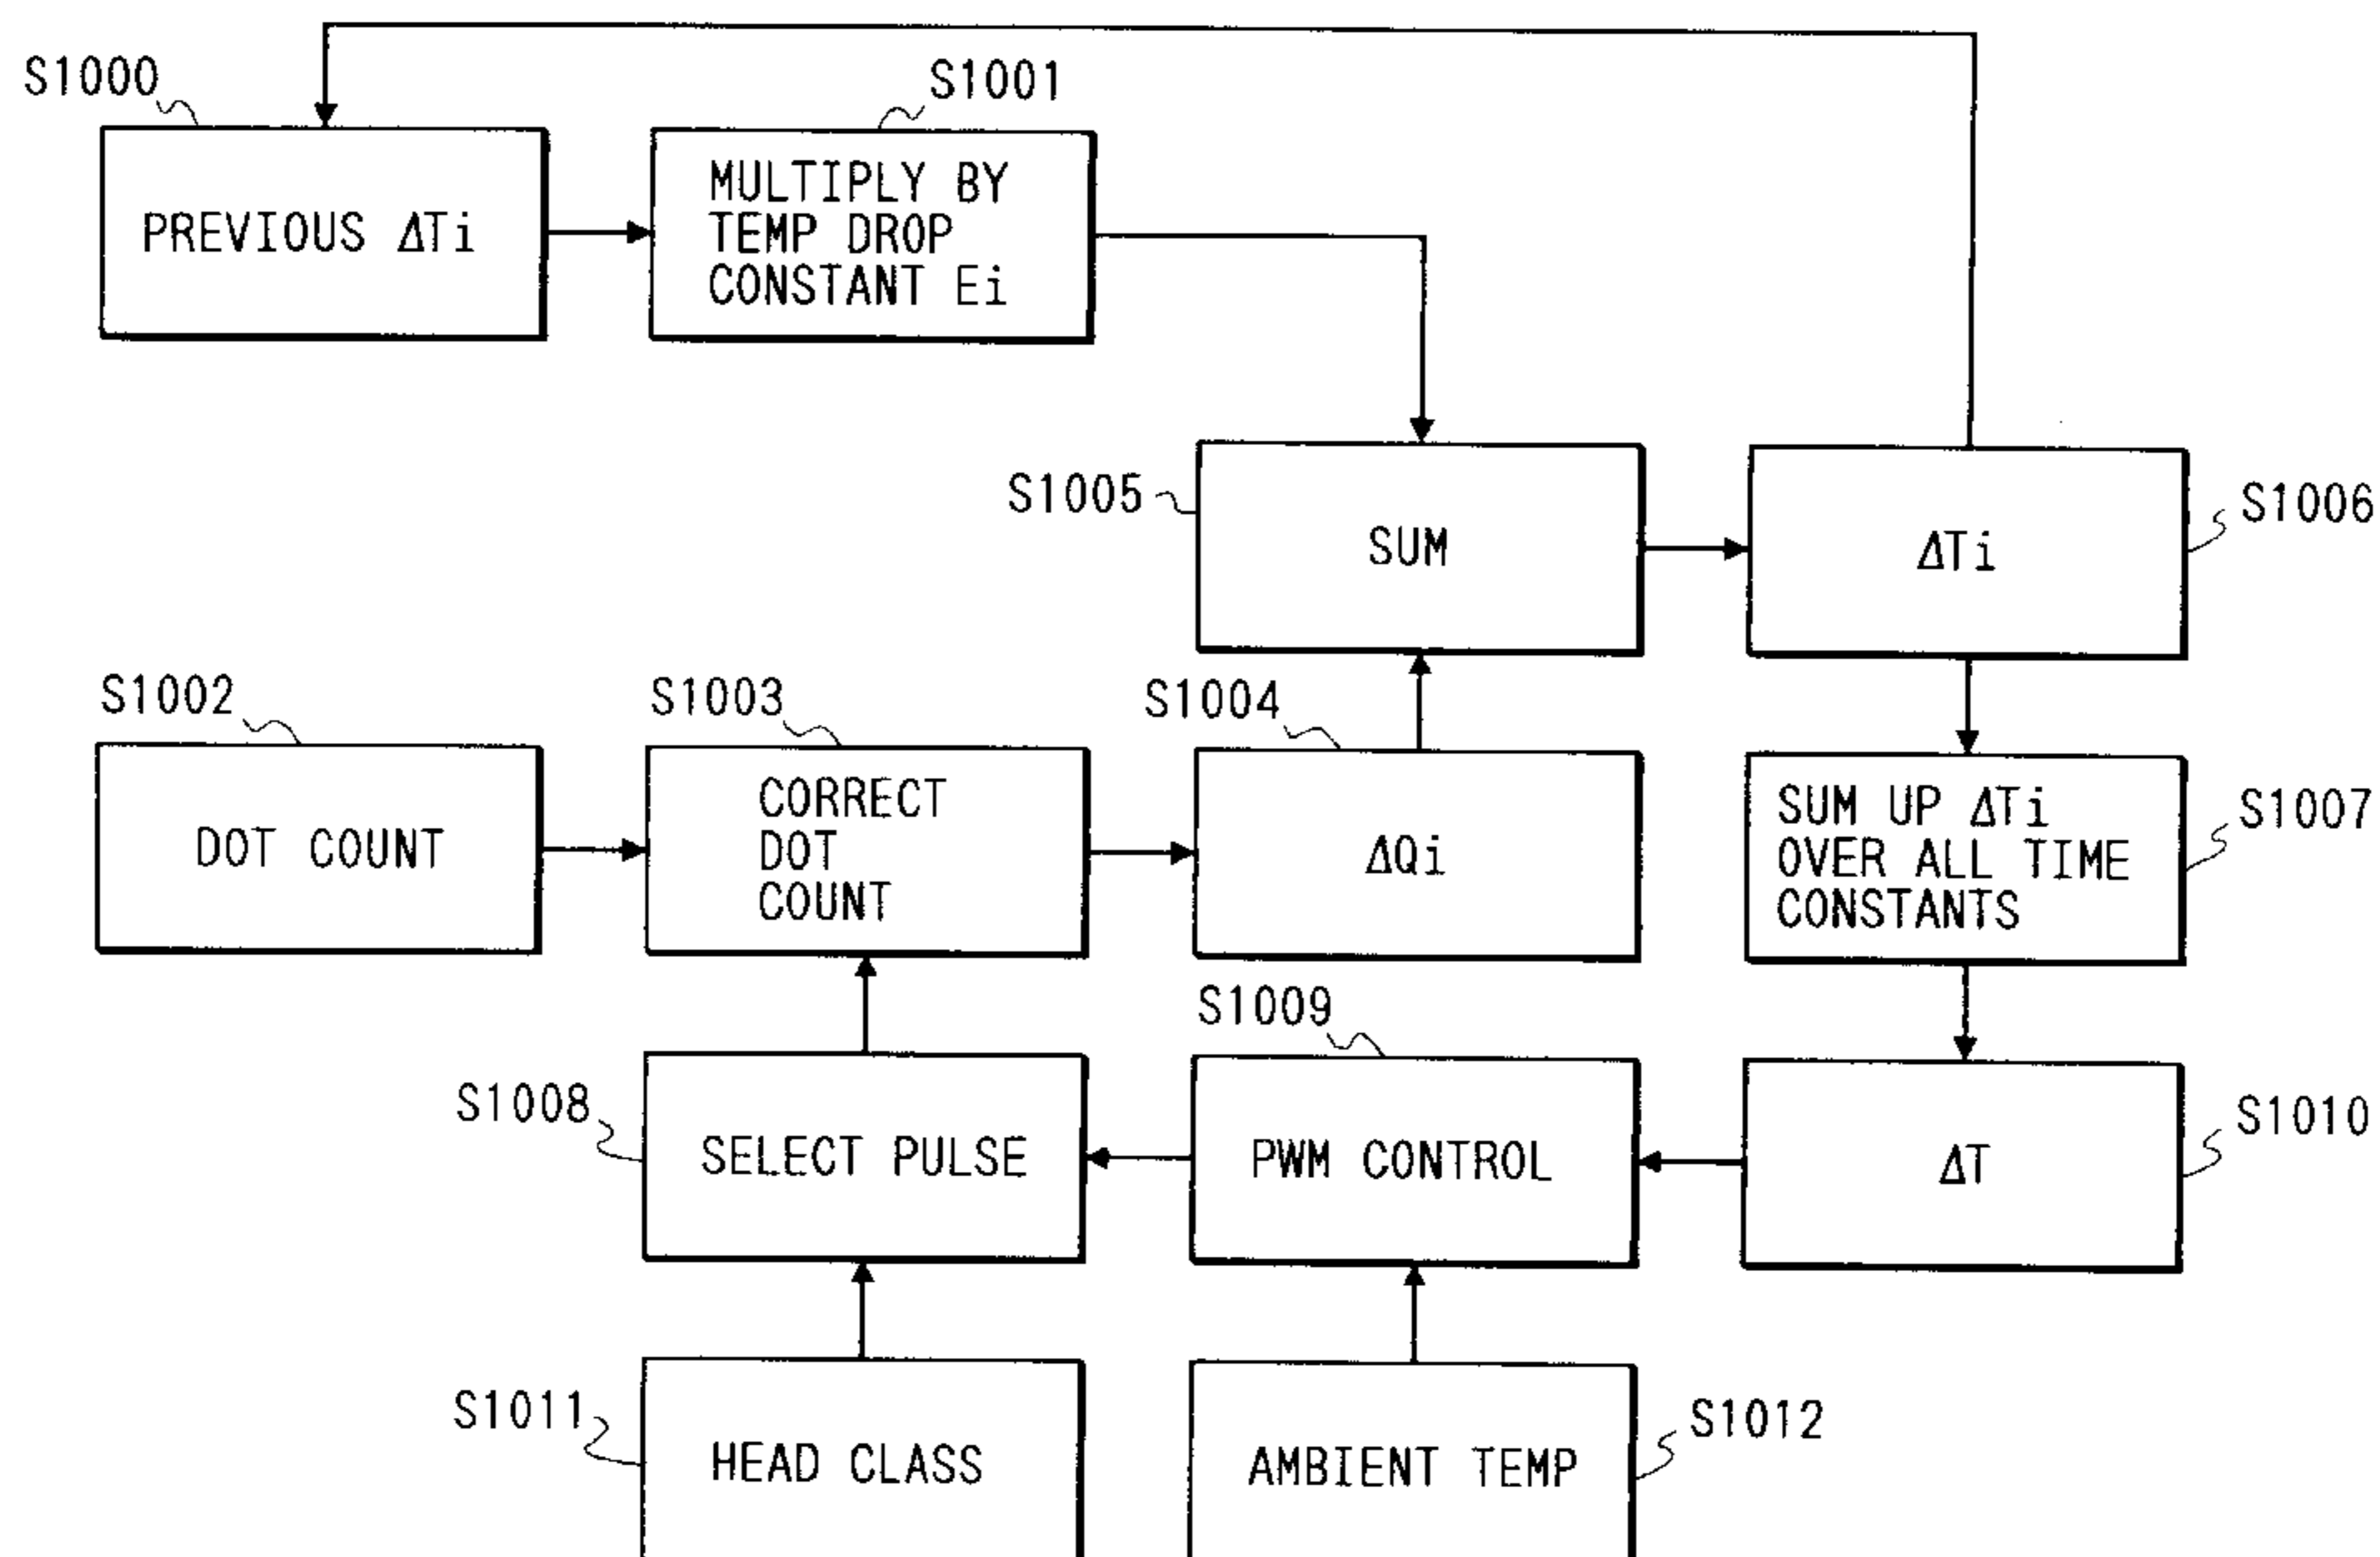 S1000
S1001
PREVIOUS ΔTi
MULTIPLY BY
TEMP DROP
CONSTANT Ei
S1005
SUM
ΔTi
S1006
S1002
S1003
S1004
DOT COUNT
CORRECT
DOT
COUNT
ΔQi
SUM UP ΔTi
OVER ALL TIME
CONSTANTS
S1007
S1009
S1008
SELECT PULSE
PWM CONTROL
ΔT
S1010
S1011
HEAD CLASS
AMBIENT TEMP
S1012